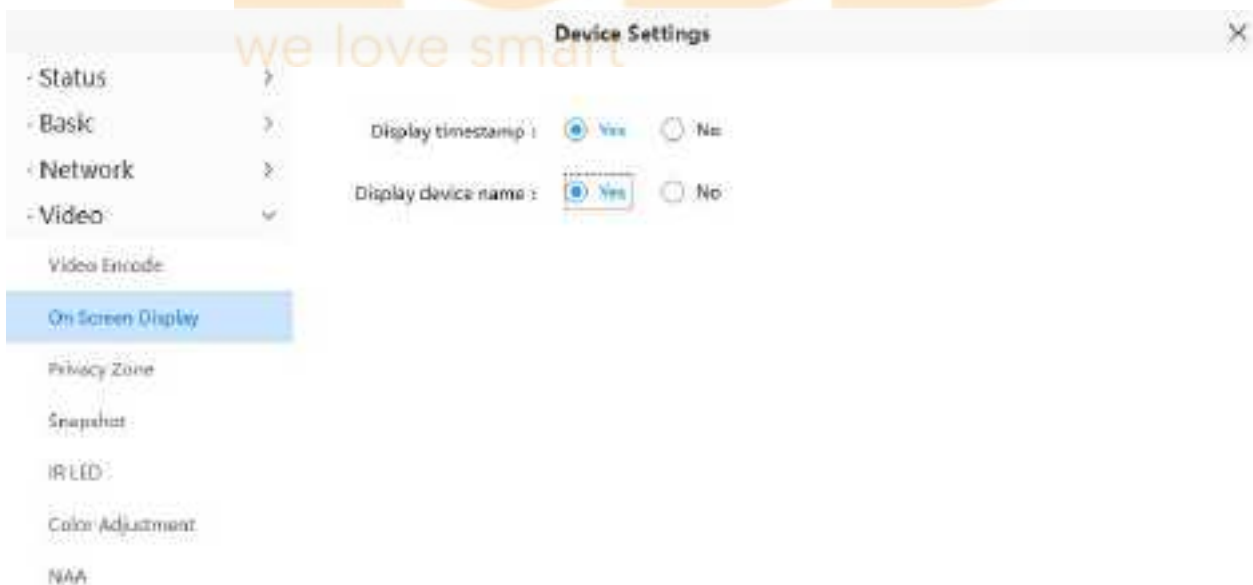 we love smart
Device Settings
· Status
· Basic
· Network
· Video
Video Encode
On Screen Display
Privacy Zone
Snapshot
IR LED
Color Adjustment
NAA
Display timestamp : Yes No
Display device name : Yes No